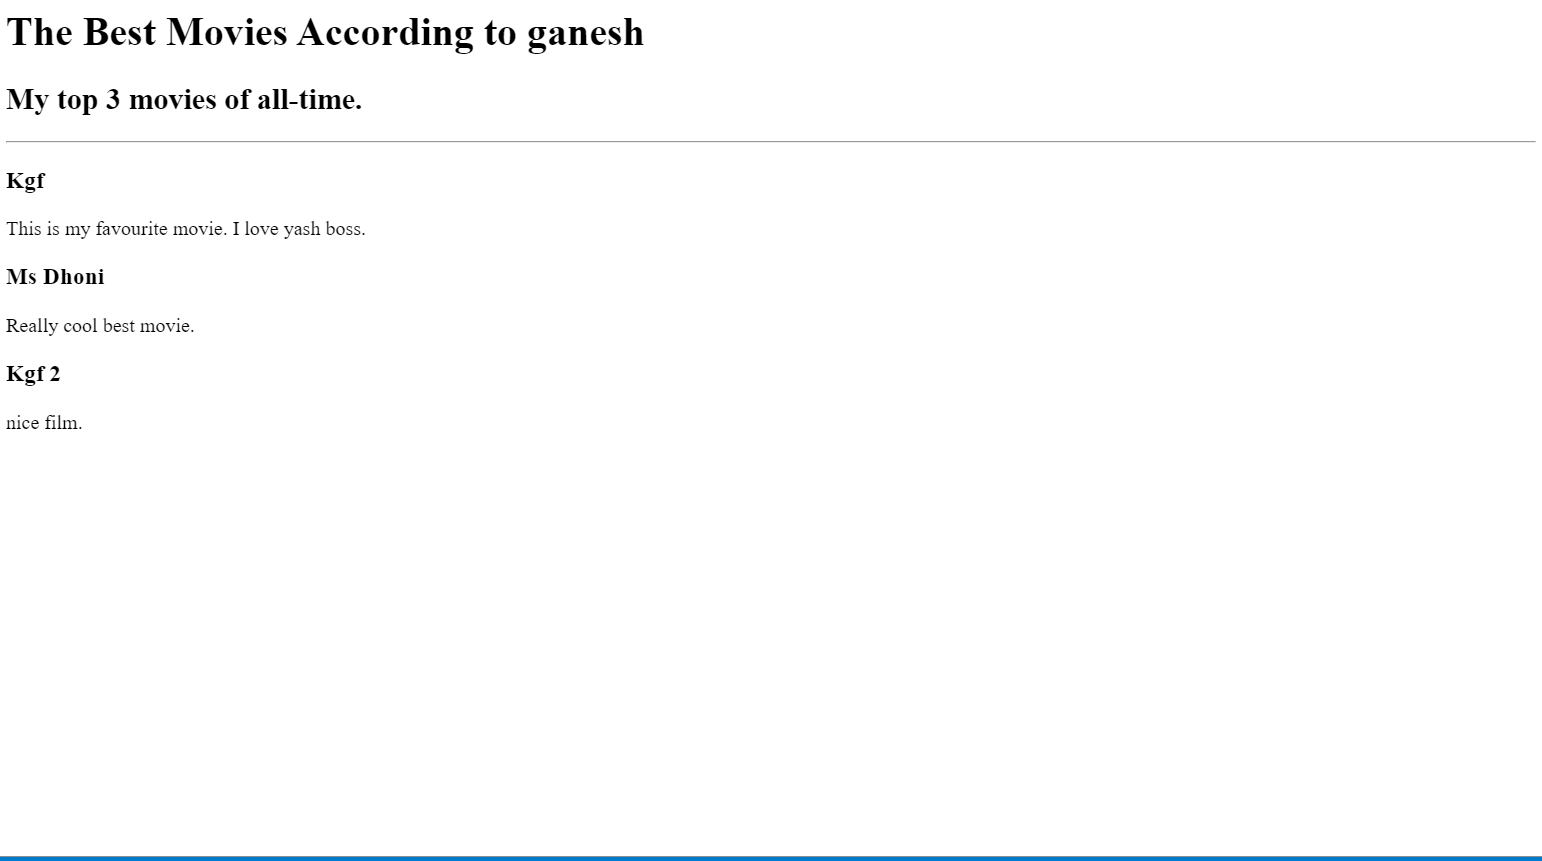 The Best Movies According to ganesh
My top 3 movies of all-time.
Kgf
This is my favourite movie. I love yash boss.
Ms Dhoni
Really cool best movie.
Kgf 2
nice film.